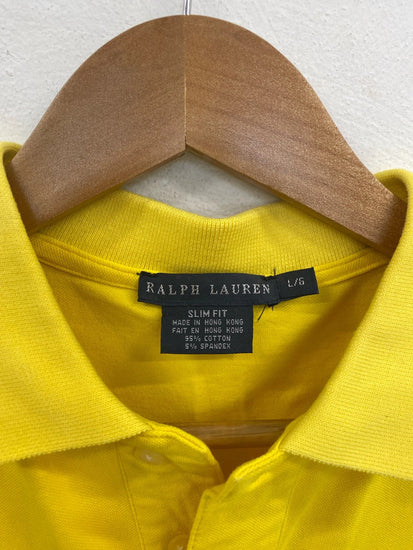 RALPH LAUREN
L/G
SLIM FIT
MADE IN HONG KONG
FAIT EN HONG KONG
95% COTTON
5% SPANDEX